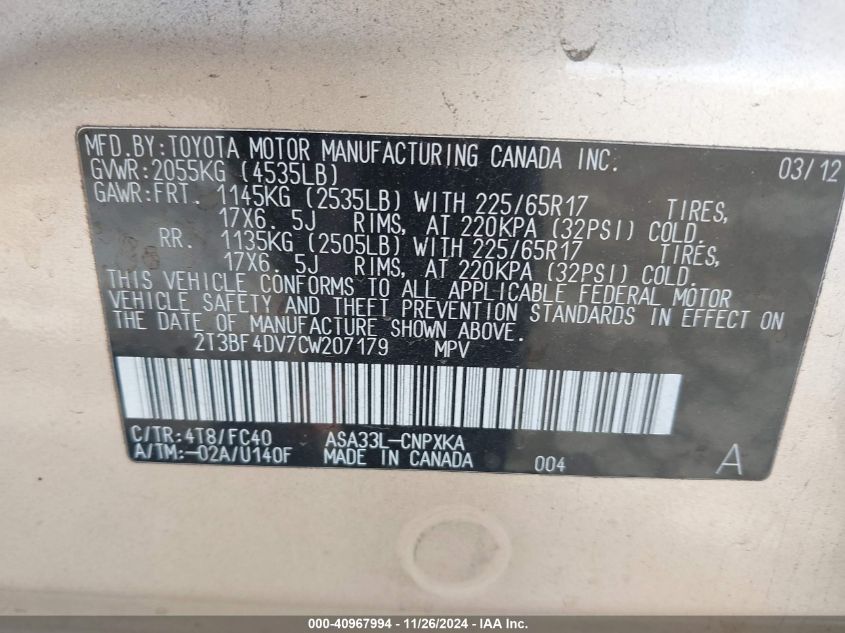 MFD.BY:TOYOTA MOTOR MANUFACTURING CANADA INC. 03/12
GVWR:2055KG (4535LB)
GAWR:FRT. 1145KG (2535LB) WITH 225/65R17 TIRES,
17X6. 5J RIMS, AT 220KPA (32PSI) COLD.
RR. 1135KG (2505LB) WITH 225/65R17 TIRES,
17X6. 5J RIMS, AT 220KPA (32PSI) COLD.
THIS VEHICLE CONFORMS TO ALL APPLICABLE FEDERAL MOTOR
VEHICLE SAFETY AND THEFT PREVENTION STANDARDS IN EFFECT ON
THE DATE OF MANUFACTURE SHOWN ABOVE.
2T3BF4DV7CW207179 MPV
C/TR:4T8/FC40 ASA33L-CNPXKA
A/TM:-02A/U140F MADE IN CANADA 004 A
000-40967994 - 11/26/2024 - IAA Inc.